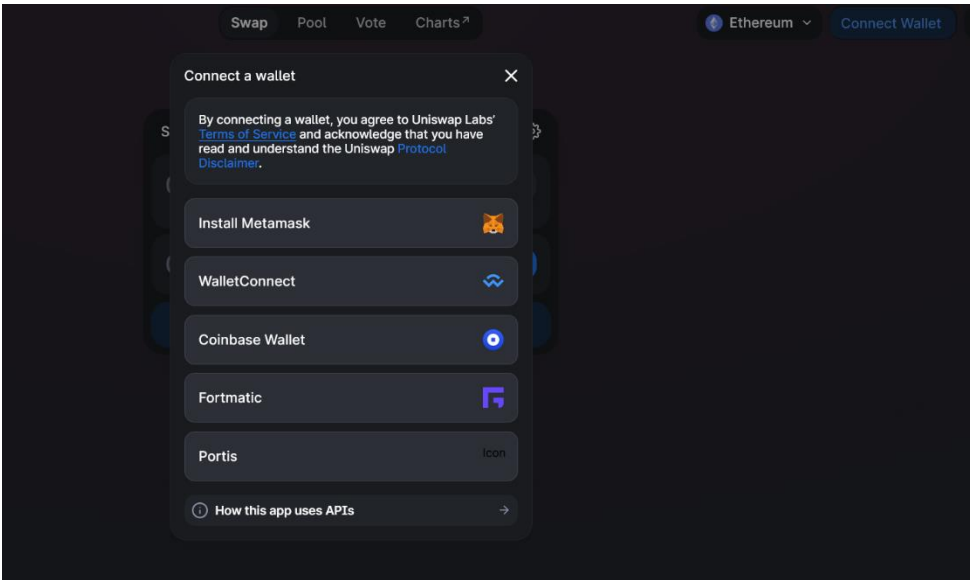 Swap Pool Vote Charts↗
Ethereum
Connect Wallet
Connect a wallet
S
By connecting a wallet, you agree to Uniswap Labs'
Terms of Service and acknowledge that you have
read and understand the Uniswap Protocol
Disclaimer.
Install Metamask
WalletConnect
Coinbase Wallet
Fortmatic
Portis
Icon
How this app uses APIs